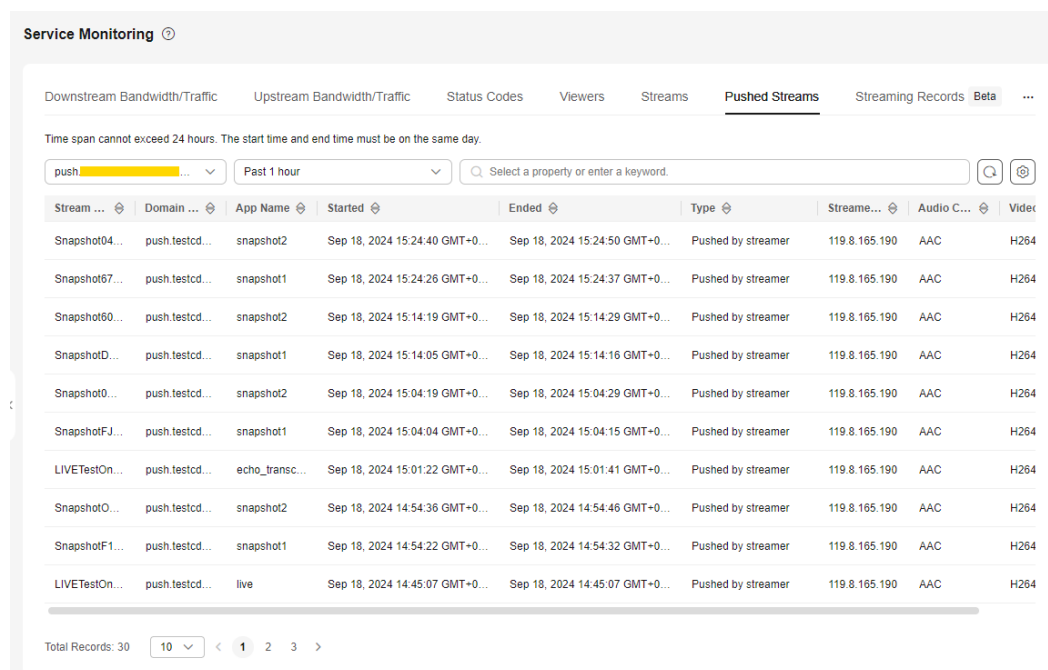 Service Monitoring ?
Downstream Bandwidth/Traffic Upstream Bandwidth/Traffic Status Codes Viewers Streams Pushed Streams Streaming Records Beta ...
Time span cannot exceed 24 hours. The start time and end time must be on the same day.
push. ... Past 1 hour Select a property or enter a keyword.
Stream ... Domain ... App Name Started Ended Type Streame... Audio C... Video
Snapshot04... push.testcd... snapshot2 Sep 18, 2024 15:24:40 GMT+0... Sep 18, 2024 15:24:50 GMT+0... Pushed by streamer 119.8.165.190 AAC H264
Snapshot67... push.testcd... snapshot1 Sep 18, 2024 15:24:26 GMT+0... Sep 18, 2024 15:24:37 GMT+0... Pushed by streamer 119.8.165.190 AAC H264
Snapshot60... push.testcd... snapshot2 Sep 18, 2024 15:14:19 GMT+0... Sep 18, 2024 15:14:29 GMT+0... Pushed by streamer 119.8.165.190 AAC H264
SnapshotD... push.testcd... snapshot1 Sep 18, 2024 15:14:05 GMT+0... Sep 18, 2024 15:14:16 GMT+0... Pushed by streamer 119.8.165.190 AAC H264
Snapshot0... push.testcd... snapshot2 Sep 18, 2024 15:04:19 GMT+0... Sep 18, 2024 15:04:29 GMT+0... Pushed by streamer 119.8.165.190 AAC H264
SnapshotFJ... push.testcd... snapshot1 Sep 18, 2024 15:04:04 GMT+0... Sep 18, 2024 15:04:15 GMT+0... Pushed by streamer 119.8.165.190 AAC H264
LIVETestOn... push.testcd... echo_transc... Sep 18, 2024 15:01:22 GMT+0... Sep 18, 2024 15:01:41 GMT+0... Pushed by streamer 119.8.165.190 AAC H264
SnapshotO... push.testcd... snapshot2 Sep 18, 2024 14:54:36 GMT+0... Sep 18, 2024 14:54:46 GMT+0... Pushed by streamer 119.8.165.190 AAC H264
SnapshotF1... push.testcd... snapshot1 Sep 18, 2024 14:54:22 GMT+0... Sep 18, 2024 14:54:32 GMT+0... Pushed by streamer 119.8.165.190 AAC H264
LIVETestOn... push.testcd... live Sep 18, 2024 14:45:07 GMT+0... Sep 18, 2024 14:45:07 GMT+0... Pushed by streamer 119.8.165.190 AAC H264
Total Records: 30 10 < 1 2 3 >